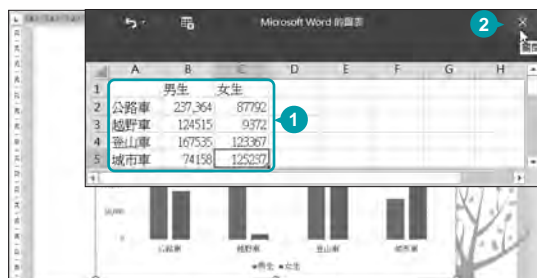 Microsoft Word 的圖表
2
A B C D E F G H
1 男生 女生
2 公路車 237,364 87792
3 越野車 124515 9372
4 登山車 167535 123367
5 城市車 74158 125237
1
公路車 越野車 登山車 城市車
男生 女生